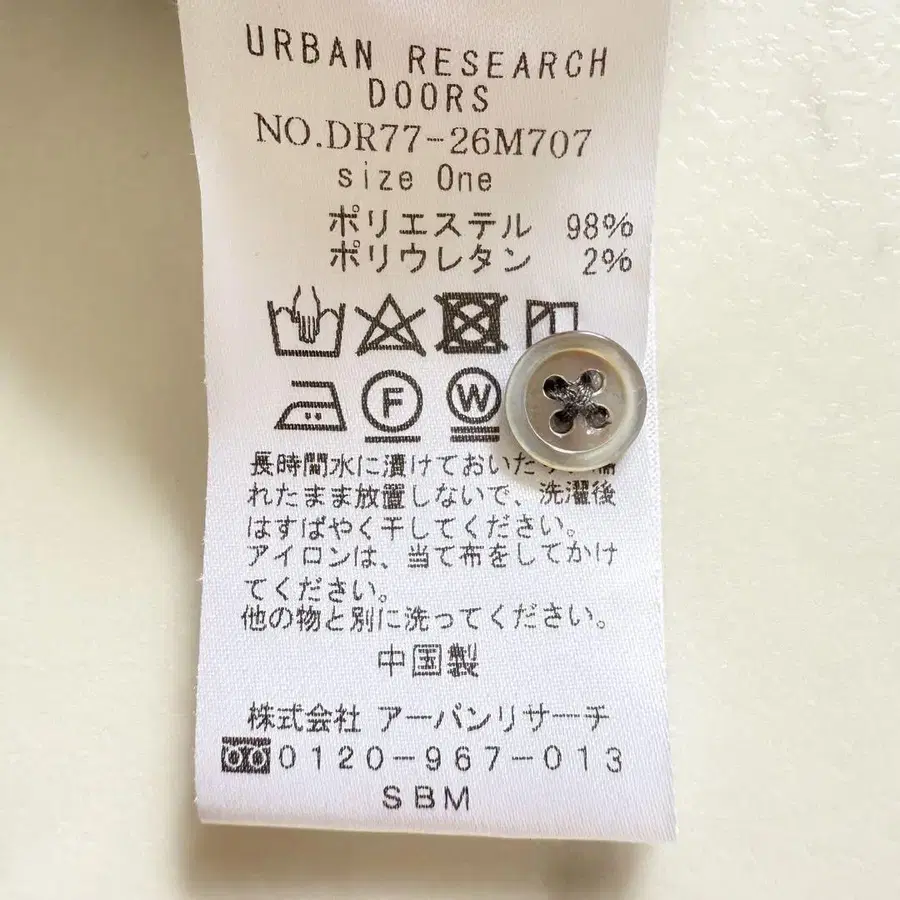 URBAN RESEARCH
DOORS
NO.DR77-26M707
size One
ポリエステル 98%
ポリウレタン 2%
F W
長時間水に漬けておいた
れたまま放置しないで、洗濯後
はすばやく干してください。
アイロンは、当て布をしてかけ
てください。
他の物と別に洗ってください。
中国製
株式会社 アーバンリサーチ
0120-967-013
SBM